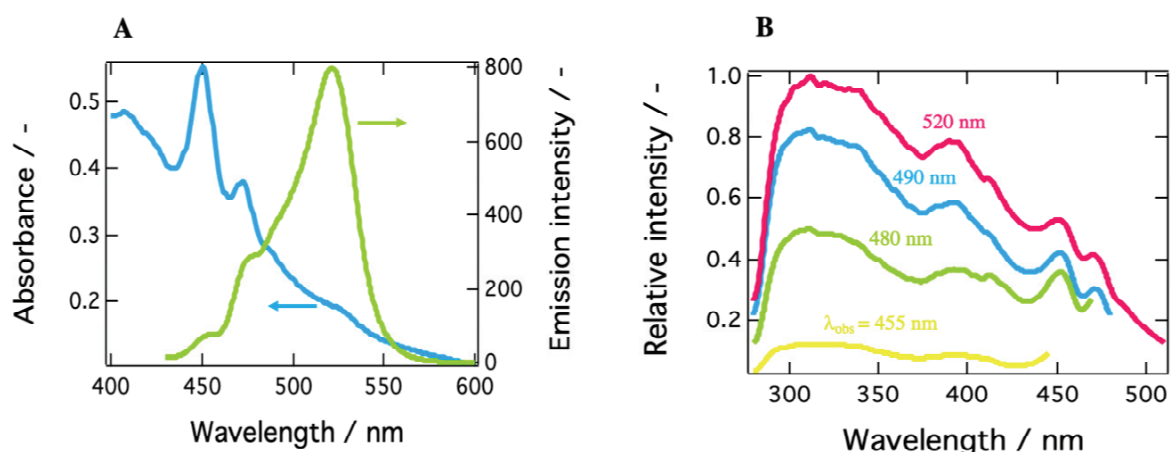 A
B
Absorbance / -
0.5
0.4
0.3
0.2
400
450
500
550
600
Wavelength / nm
800
600
400
200
0
Emission intensity / -
Relative intensity / -
1.0
0.8
0.6
0.4
0.2
520 nm
490 nm
480 nm
λobs = 455 nm
300
350
400
450
500
Wavelength / nm